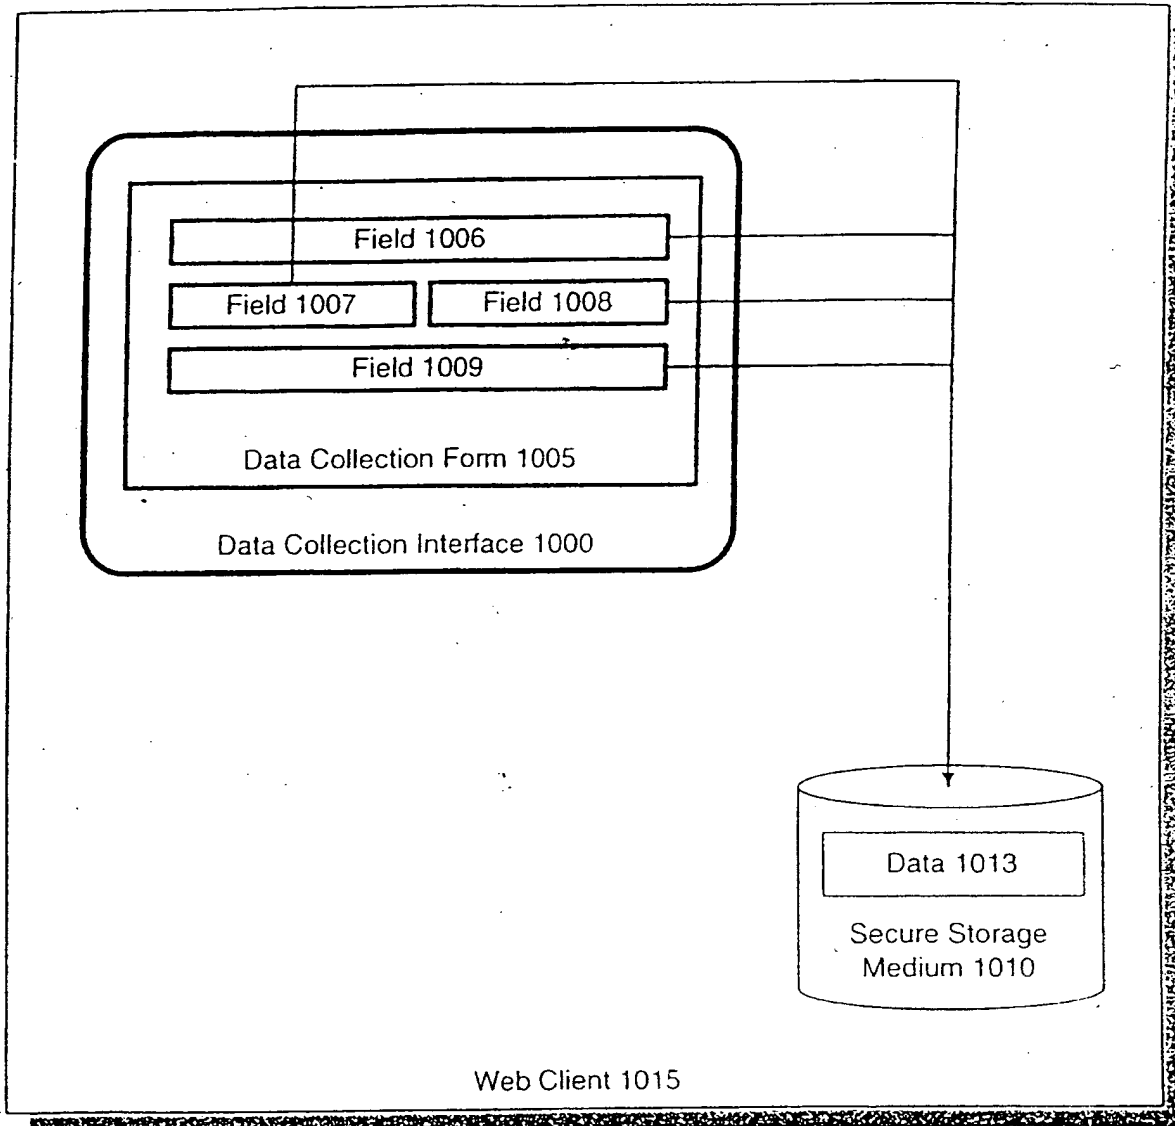 Field 1006
Field 1007
Field 1008
Field 1009
Data Collection Form 1005
Data Collection Interface 1000
Data 1013
Secure Storage
Medium 1010
Web Client 1015